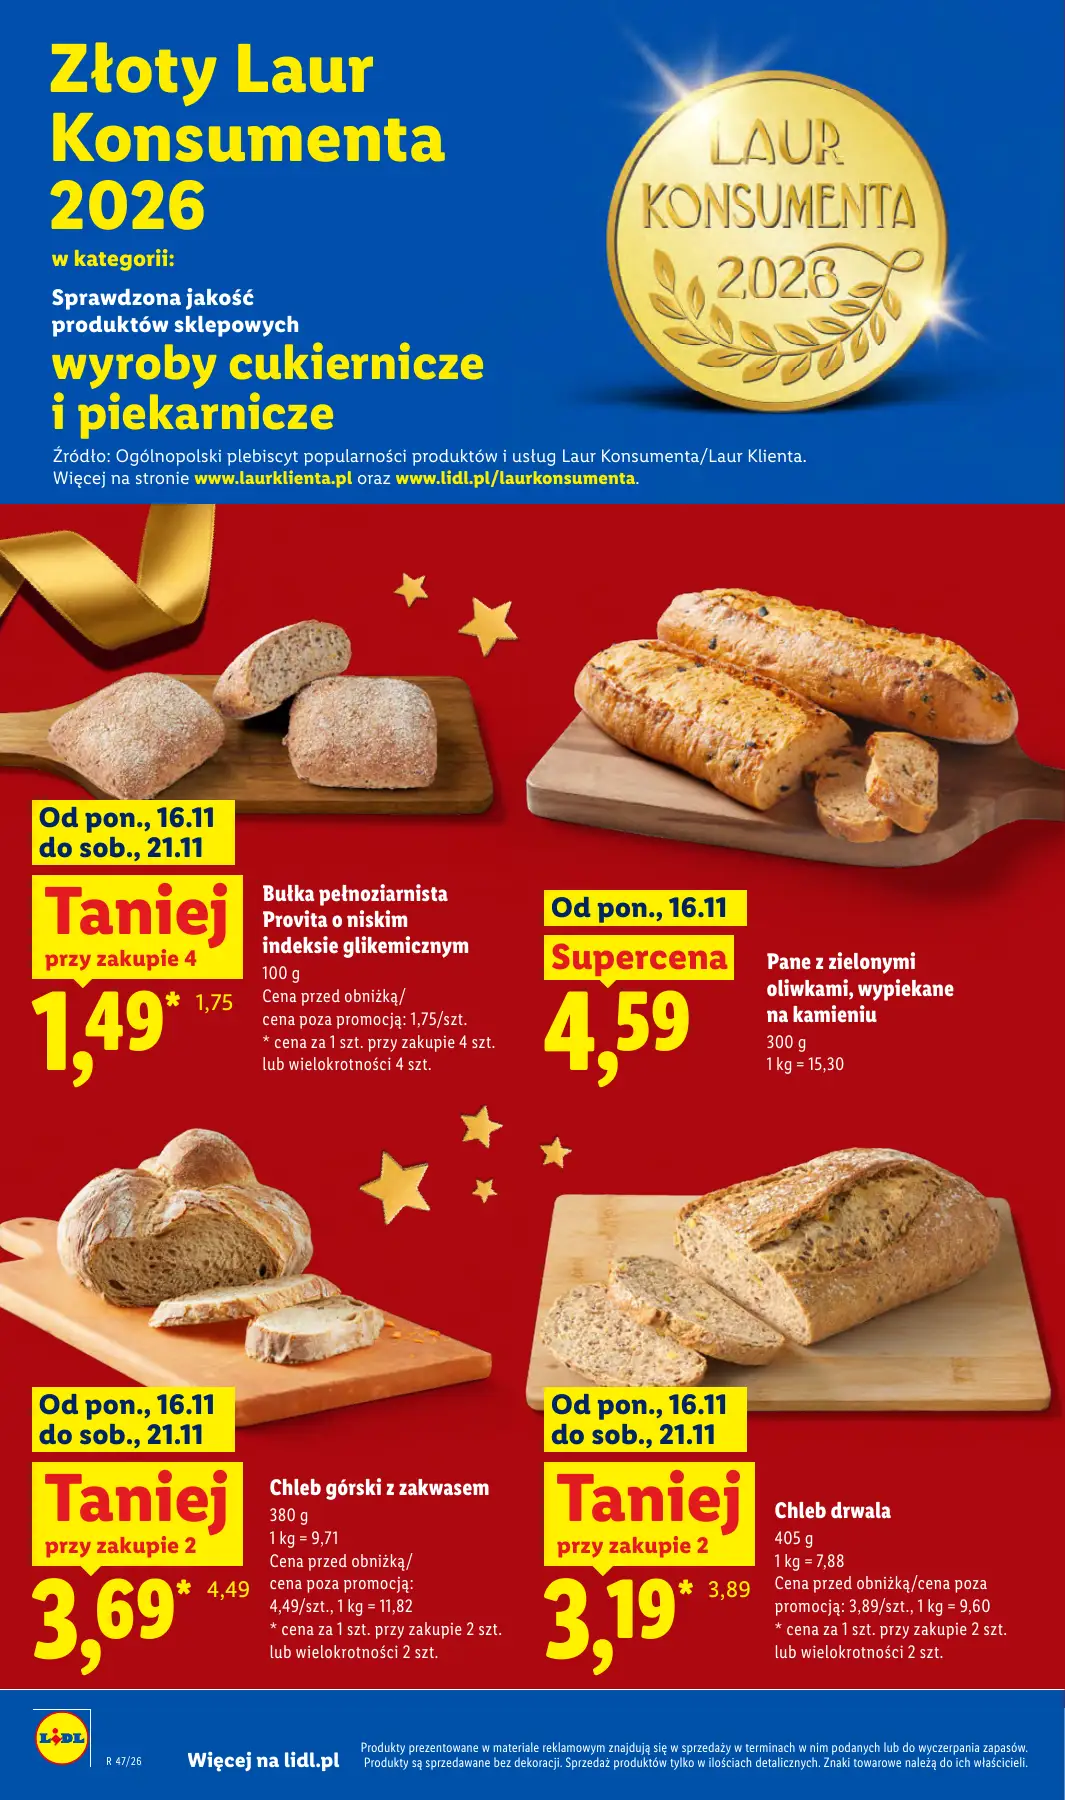 Złoty Laur
Konsumenta
2026
w kategorii:
Sprawdzona jakość
produktów sklepowych
wyroby cukiernicze
i piekarnicze
Źródło: Ogólnopolski plebiscyt popularności produktów i usług Laur Konsumenta/Laur Klienta.
Więcej na stronie www.laurklienta.pl oraz www.lidl.pl/laurkonsumenta.
LAUR
KONSUMENTA
2026
Od pon., 16.11
do sob., 21.11
Taniej
przy zakupie 4
1,49* 1,75
Bułka pełnoziarnista
Provita o niskim
indeksie glikemicznym
100 g
Cena przed obniżką/
cena poza promocją: 1,75/szt.
* cena za 1 szt. przy zakupie 4 szt.
lub wielokrotności 4 szt.
Od pon., 16.11
Supercena
4,59
Pane z zielonymi
oliwkami, wypiekane
na kamieniu
300 g
1 kg = 15,30
Od pon., 16.11
do sob., 21.11
Taniej
przy zakupie 2
3,69* 4,49
Chleb górski z zakwasem
380 g
1 kg = 9,71
Cena przed obniżką/
cena poza promocją:
4,49/szt., 1 kg = 11,82
* cena za 1 szt. przy zakupie 2 szt.
lub wielokrotności 2 szt.
Od pon., 16.11
do sob., 21.11
Taniej
przy zakupie 2
3,19* 3,89
Chleb drwala
405 g
1 kg = 7,88
Cena przed obniżką/cena poza
promocją: 3,89/szt., 1 kg = 9,60
* cena za 1 szt. przy zakupie 2 szt.
lub wielokrotności 2 szt.
LIDL
R 47/26
Więcej na lidl.pl
Produkty prezentowane w materiale reklamowym znajdują się w sprzedaży w terminach w nim podanych lub do wyczerpania zapasów.
Produkty są sprzedawane bez dekoracji. Sprzedaż produktów tylko w ilościach detalicznych. Znaki towarowe należą do ich właścicieli.